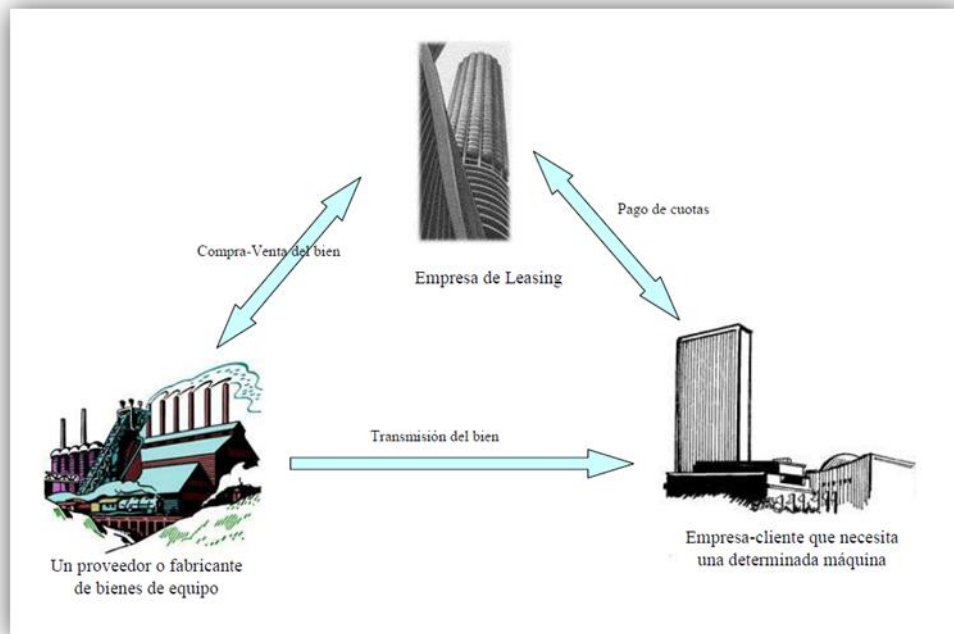 Pago de cuotas
Compra-Venta del bien
Empresa de Leasing
Transmisión del bien
Empresa-cliente que necesita
una determinada máquina
Un proveedor o fabricante
de bienes de equipo